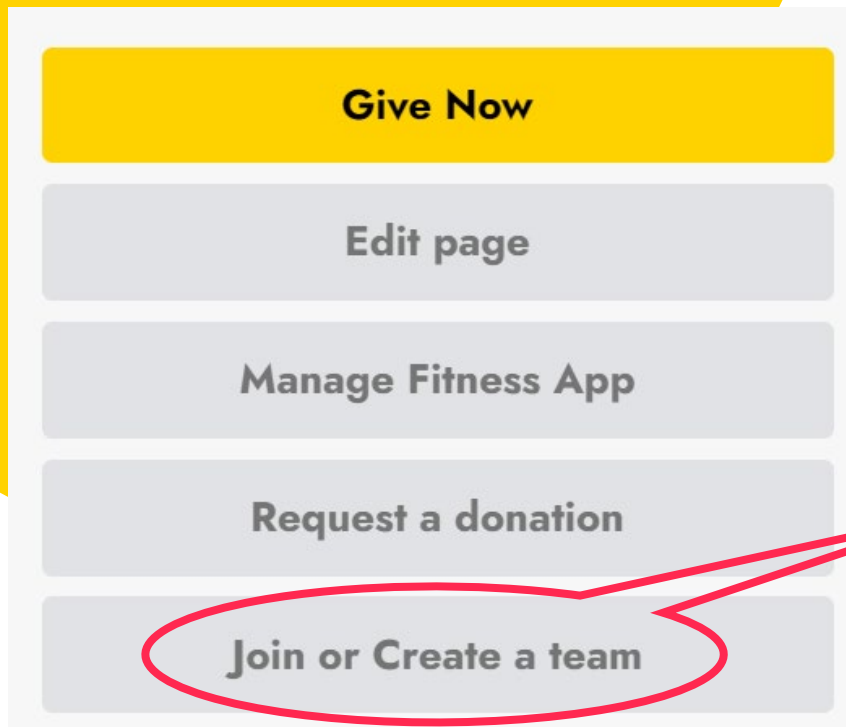 Give Now
Edit page
Manage Fitness App
Request a donation
Join or Create a team